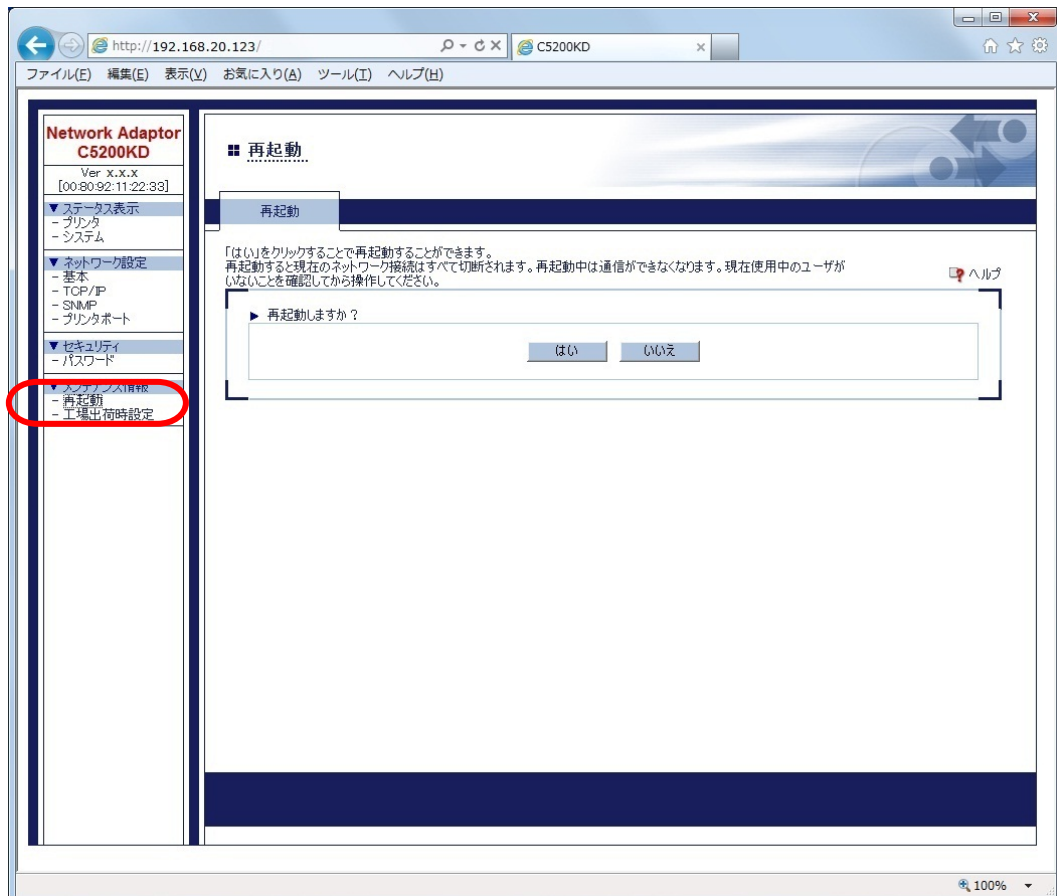 http://192.168.20.123/
C5200KD
ファイル(F) 編集(E) 表示(V) お気に入り(A) ツール(T) ヘルプ(H)
Network Adaptor
C5200KD
Ver x.x.x
[00:80:92:11:22:33]
▼ ステータス表示
- プリンタ
- システム
▼ ネットワーク設定
- 基本
- TCP/IP
- SNMP
- プリンタポート
▼ セキュリティ
- パスワード
▼ メンテナンス情報
- 再起動
- 工場出荷時設定
再起動
再起動
「はい」をクリックすることで再起動することができます。
再起動すると現在のネットワーク接続はすべて切断されます。再起動中は通信ができなくなります。現在使用中のユーザが
いないことを確認してから操作してください。
ヘルプ
▶ 再起動しますか？
はい いいえ
100%